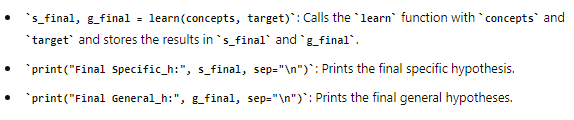 • `s_final, g_final = learn(concepts, target)`: Calls the `learn` function with `concepts` and
`target` and stores the results in `s_final` and `g_final`.
• `print("Final Specific_h:", s_final, sep="\n")`: Prints the final specific hypothesis.
• `print("Final General_h:", g_final, sep="\n")`: Prints the final general hypotheses.